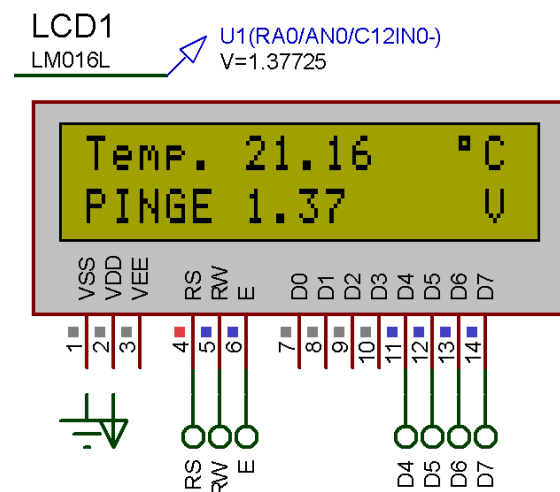 LCD1
LM016L
U1(RA0/AN0/C12IN0-)
V=1.37725
Temp. 21.16 °C
PINGE 1.37 V
VSS VDD VEE RS RW E D0 D1 D2 D3 D4 D5 D6 D7
1 2 3 4 5 6 7 8 9 10 11 12 13 14
RS RW E D4 D5 D6 D7